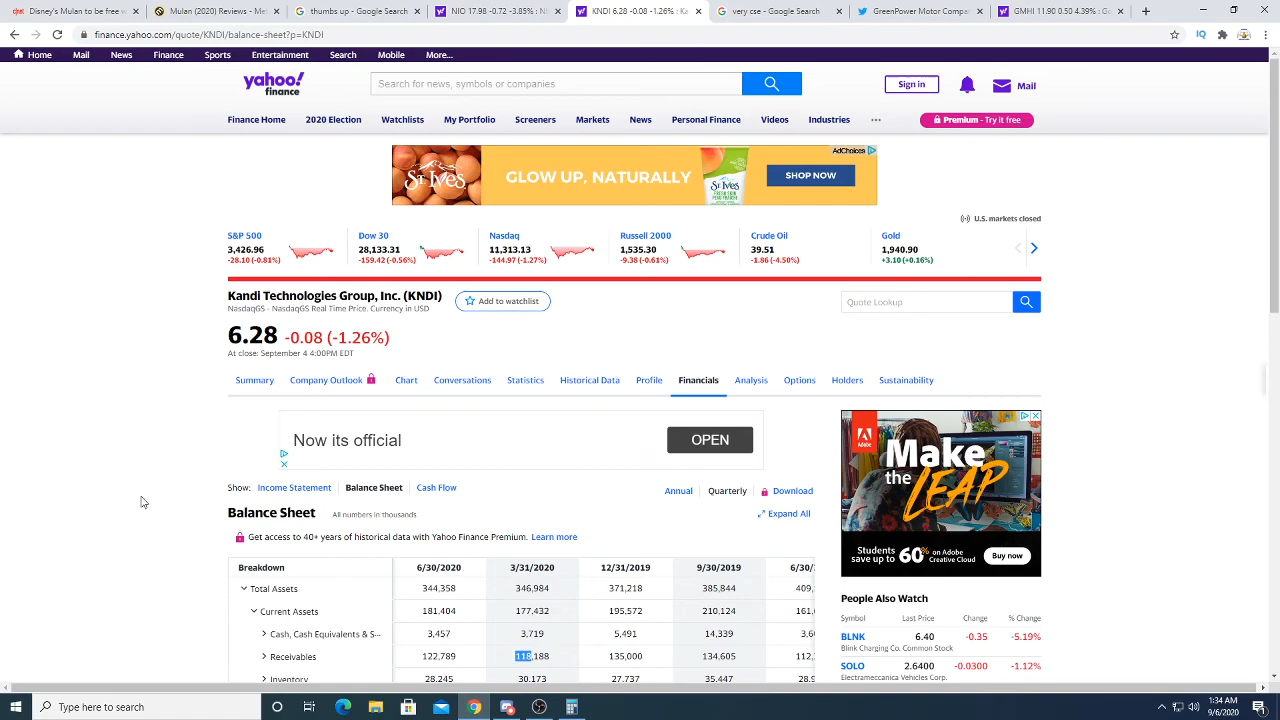 very cse
Mulan (2020) - M
Disney's thumbs up - Google Sea
NIO 17.98 -0.72 -3.85% : NI
KNDI 6.28 -0.08 -1.26% : Ka
very cse - Google Search
GreenPower Motor Compa
GMHI 11.90 0.50 4.39% : Go
finance.yahoo.com/quote/KNDI/balance-sheet?p=KNDI
Home Mail News Finance Sports Entertainment Search Mobile More...
yahoo!
finance
Search for news, symbols or companies
Sign in
Mail
Finance Home 2020 Election Watchlists My Portfolio Screeners Markets News Personal Finance Videos Industries ... Premium - Try it free
AdChoices
St. Ives GLOW UP, NATURALLY St. Ives SHOP NOW
U.S. markets closed
S&P 500 Dow 30 Nasdaq Russell 2000 Crude Oil Gold
3,426.96 28,133.31 11,313.13 1,535.30 39.51 1,940.90
-28.10 (-0.81%) -159.42 (-0.56%) -144.97 (-1.27%) -9.38 (-0.61%) -1.86 (-4.50%) +3.10 (+0.16%)
Kandi Technologies Group, Inc. (KNDI) Add to watchlist
NasdaqGS - NasdaqGS Real Time Price. Currency in USD
Quote Lookup
6.28 -0.08 (-1.26%)
At close: September 4 4:00PM EDT
Summary Company Outlook Chart Conversations Statistics Historical Data Profile Financials Analysis Options Holders Sustainability
Now its official OPEN
Adobe
Make the LEAP
Students save up to 60% on Adobe Creative Cloud Buy now
Show: Income Statement Balance Sheet Cash Flow
Annual Quarterly Download
Balance Sheet All numbers in thousands
Expand All
Get access to 40+ years of historical data with Yahoo Finance Premium. Learn more
Breakdown 6/30/2020 3/31/2020 12/31/2019 9/30/2019 6/30/
Total Assets 344,358 346,984 371,218 385,844 409,
Current Assets 181,404 177,432 195,572 210,124 161,
Cash, Cash Equivalents & S... 3,457 3,719 5,491 14,339 3,6
Receivables 122,789 118,188 135,000 134,605 112,
Inventory 28,245 30,173 27,737 35,447 28,9
People Also Watch
Symbol Last Price Change % Change
BLNK 6.40 -0.35 -5.19%
Blink Charging Co. Common Stock
SOLO 2.6400 -0.0300 -1.12%
Electrameccanica Vehicles Corp.
Type here to search
1:34 AM
9/6/2020